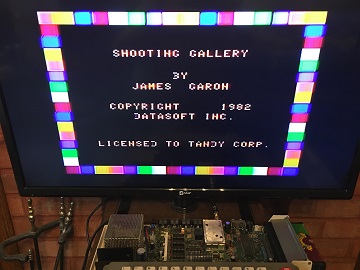 SHOOTING GALLERY
BY
JAMES GARON
COPYRIGHT 1982
DATASOFT INC.
LICENSED TO TANDY CORP.